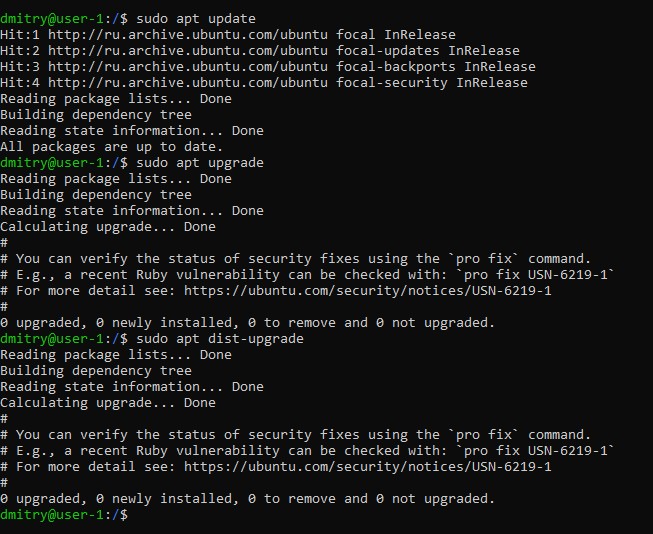 dmitry@user-1:/$ sudo apt update
Hit:1 http://ru.archive.ubuntu.com/ubuntu focal InRelease
Hit:2 http://ru.archive.ubuntu.com/ubuntu focal-updates InRelease
Hit:3 http://ru.archive.ubuntu.com/ubuntu focal-backports InRelease
Hit:4 http://ru.archive.ubuntu.com/ubuntu focal-security InRelease
Reading package lists... Done
Building dependency tree
Reading state information... Done
All packages are up to date.
dmitry@user-1:/$ sudo apt upgrade
Reading package lists... Done
Building dependency tree
Reading state information... Done
Calculating upgrade... Done
#
# You can verify the status of security fixes using the `pro fix` command.
# E.g., a recent Ruby vulnerability can be checked with: `pro fix USN-6219-1`
# For more detail see: https://ubuntu.com/security/notices/USN-6219-1
#
0 upgraded, 0 newly installed, 0 to remove and 0 not upgraded.
dmitry@user-1:/$ sudo apt dist-upgrade
Reading package lists... Done
Building dependency tree
Reading state information... Done
Calculating upgrade... Done
#
# You can verify the status of security fixes using the `pro fix` command.
# E.g., a recent Ruby vulnerability can be checked with: `pro fix USN-6219-1`
# For more detail see: https://ubuntu.com/security/notices/USN-6219-1
#
0 upgraded, 0 newly installed, 0 to remove and 0 not upgraded.
dmitry@user-1:/$